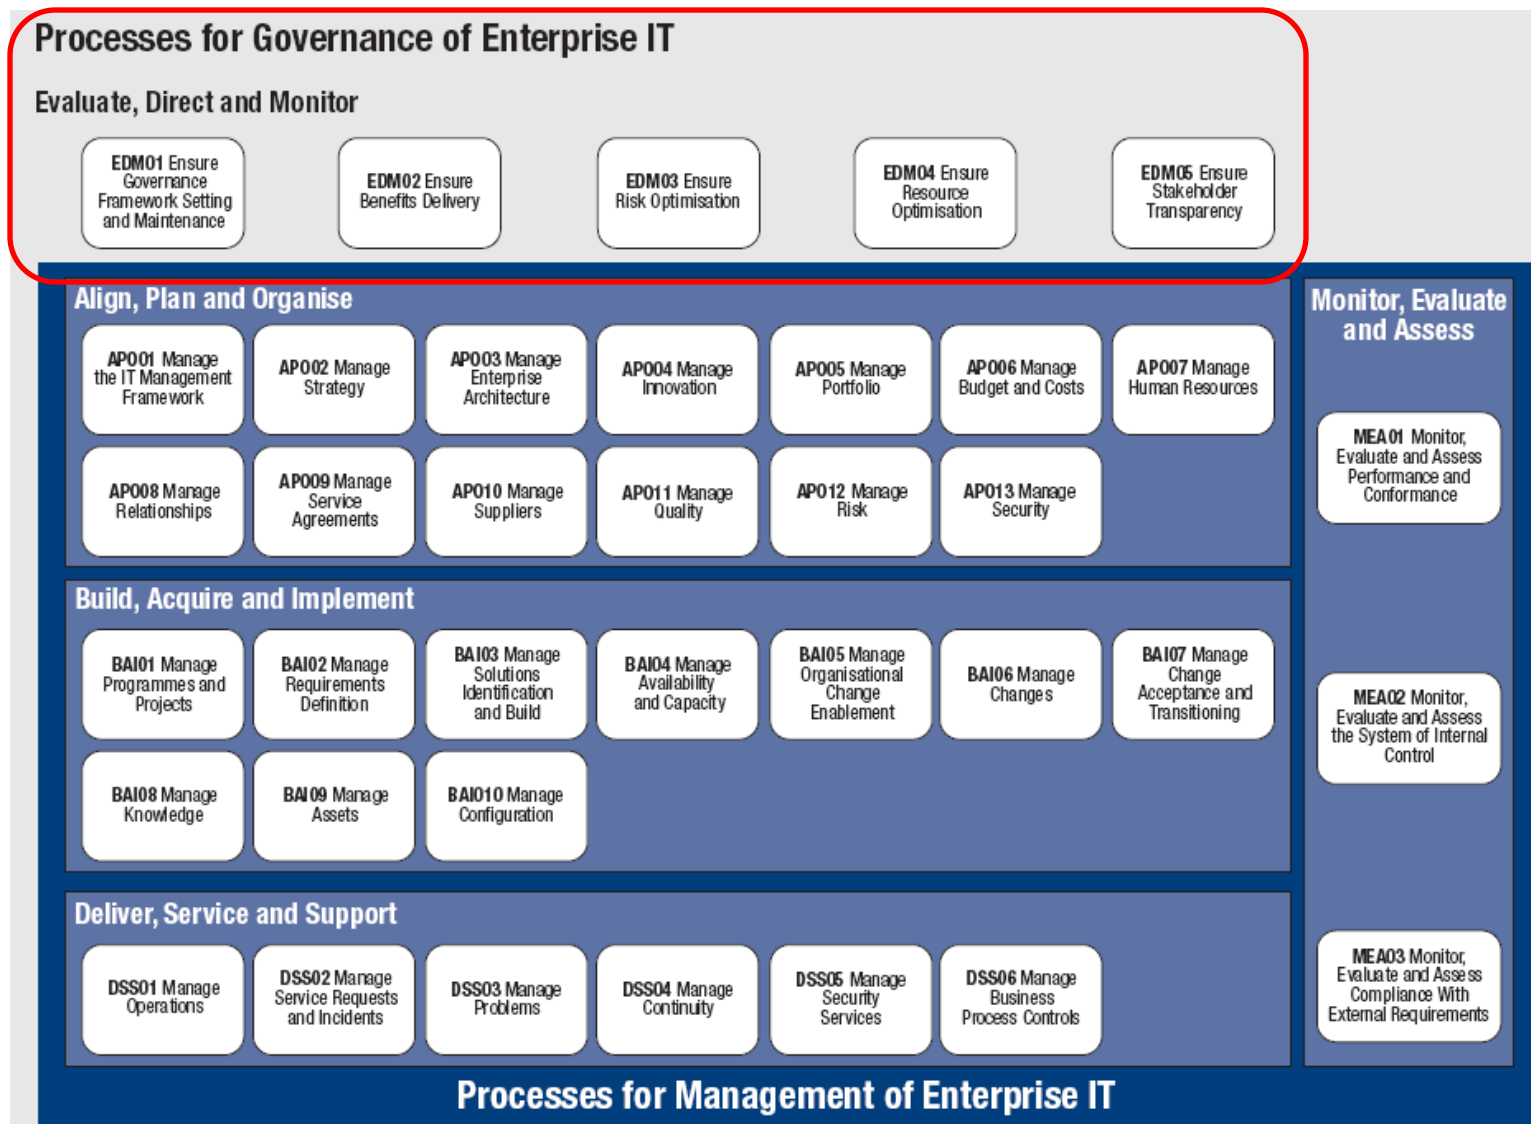 Processes for Governance of Enterprise IT
Evaluate, Direct and Monitor
EDM01 Ensure
Governance
Framework Setting
and Maintenance
EDM02 Ensure
Benefits Delivery
EDM03 Ensure
Risk Optimisation
EDM04 Ensure
Resource
Optimisation
EDM05 Ensure
Stakeholder
Transparency
Align, Plan and Organise
APO01 Manage
the IT Management
Framework
APO02 Manage
Strategy
APO03 Manage
Enterprise
Architecture
APO04 Manage
Innovation
APO05 Manage
Portfolio
APO06 Manage
Budget and Costs
APO07 Manage
Human Resources
APO08 Manage
Relationships
APO09 Manage
Service
Agreements
APO10 Manage
Suppliers
APO11 Manage
Quality
APO12 Manage
Risk
APO13 Manage
Security
Build, Acquire and Implement
BAI01 Manage
Programmes and
Projects
BAI02 Manage
Requirements
Definition
BAI03 Manage
Solutions
Identification
and Build
BAI04 Manage
Availability
and Capacity
BAI05 Manage
Organisational
Change
Enablement
BAI06 Manage
Changes
BAI07 Manage
Change
Acceptance and
Transitioning
BAI08 Manage
Knowledge
BAI09 Manage
Assets
BAI010 Manage
Configuration
Deliver, Service and Support
DSS01 Manage
Operations
DSS02 Manage
Service Requests
and Incidents
DSS03 Manage
Problems
DSS04 Manage
Continuity
DSS05 Manage
Security
Services
DSS06 Manage
Business
Process Controls
Monitor, Evaluate
and Assess
MEA01 Monitor,
Evaluate and Assess
Performance and
Conformance
MEA02 Monitor,
Evaluate and Assess
the System of Internal
Control
MEA03 Monitor,
Evaluate and Assess
Compliance With
External Requirements
Processes for Management of Enterprise IT